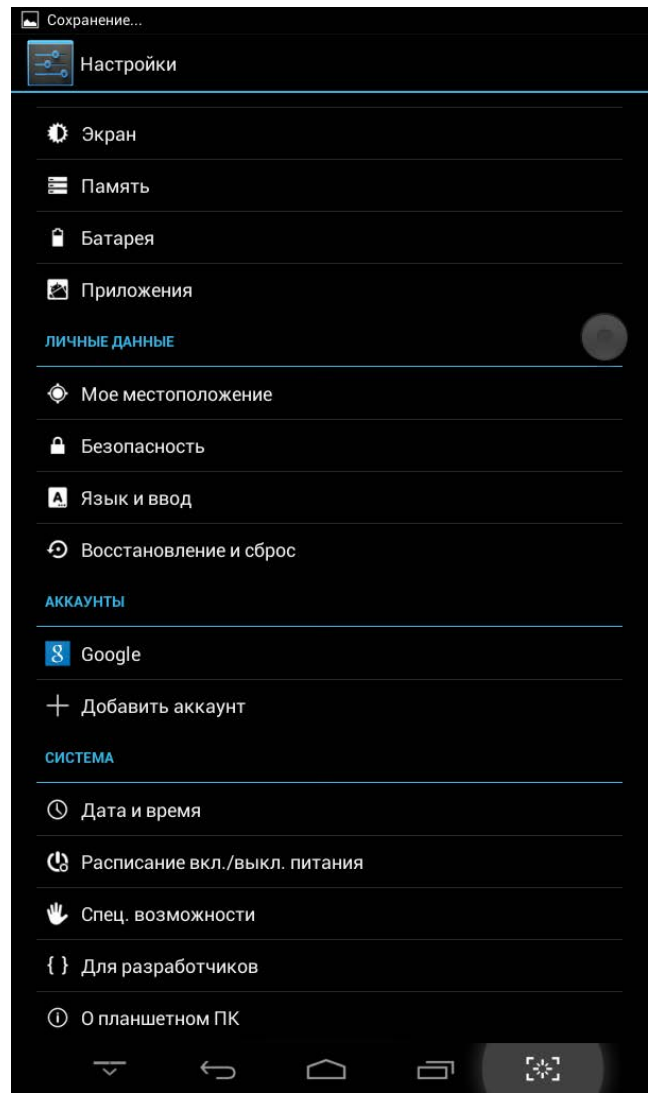 Сохранение...
Настройки
Экран
Память
Батарея
Приложения
ЛИЧНЫЕ ДАННЫЕ
Мое местоположение
Безопасность
Язык и ввод
Восстановление и сброс
АККАУНТЫ
Google
Добавить аккаунт
СИСТЕМА
Дата и время
Расписание вкл./выкл. питания
Спец. возможности
Для разработчиков
О планшетном ПК